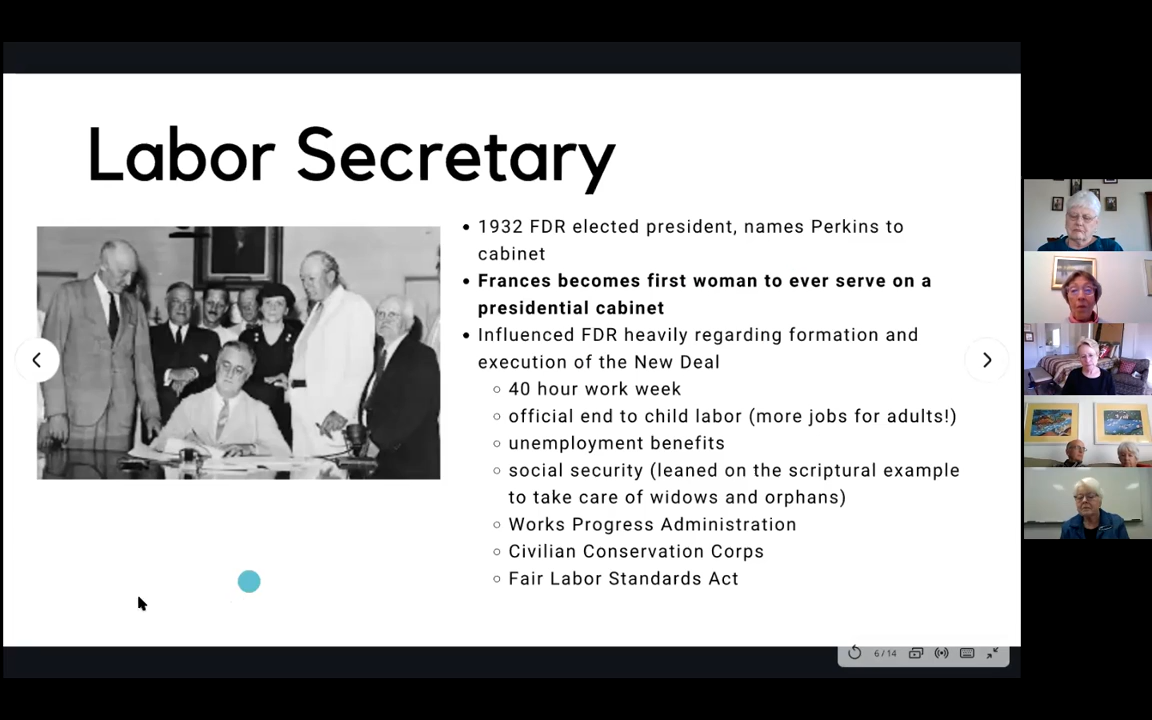 Labor Secretary
• 1932 FDR elected president, names Perkins to
cabinet
• Frances becomes first woman to ever serve on a
presidential cabinet
• Influenced FDR heavily regarding formation and
execution of the New Deal
○ 40 hour work week
○ official end to child labor (more jobs for adults!)
○ unemployment benefits
○ social security (leaned on the scriptural example
to take care of widows and orphans)
○ Works Progress Administration
○ Civilian Conservation Corps
○ Fair Labor Standards Act
6/14